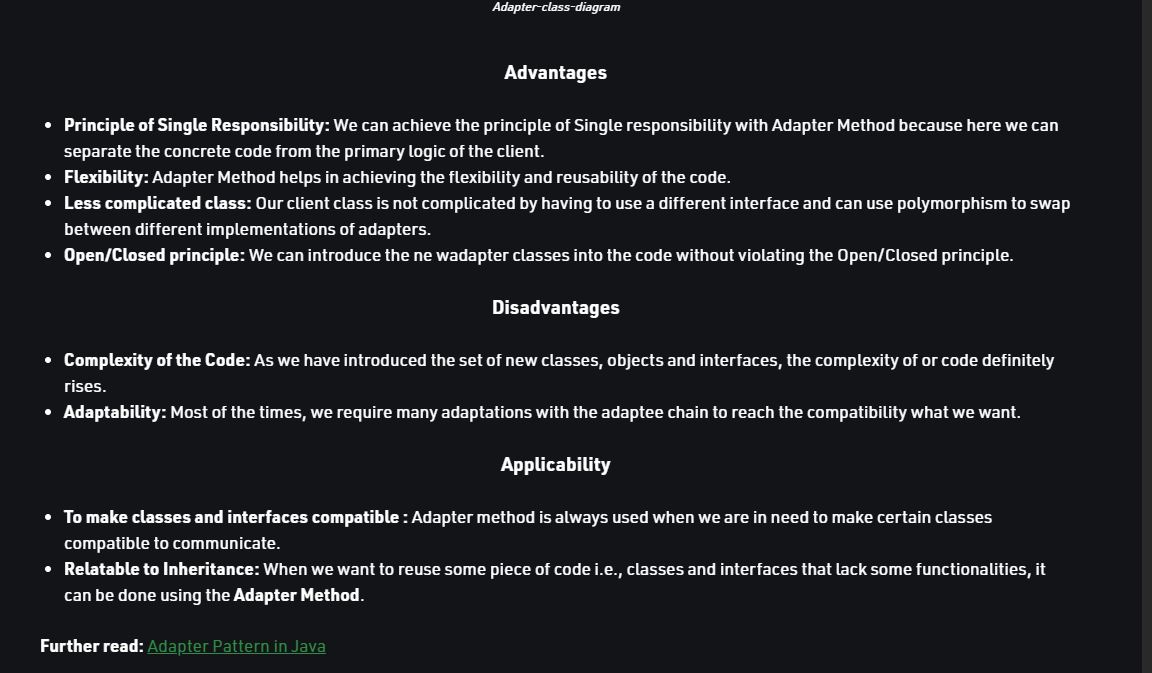 Adapter-class-diagram
Advantages
• Principle of Single Responsibility: We can achieve the principle of Single responsibility with Adapter Method because here we can
separate the concrete code from the primary logic of the client.
• Flexibility: Adapter Method helps in achieving the flexibility and reusability of the code.
• Less complicated class: Our client class is not complicated by having to use a different interface and can use polymorphism to swap
between different implementations of adapters.
• Open/Closed principle: We can introduce the ne wadapter classes into the code without violating the Open/Closed principle.
Disadvantages
• Complexity of the Code: As we have introduced the set of new classes, objects and interfaces, the complexity of or code definitely
rises.
• Adaptability: Most of the times, we require many adaptations with the adaptee chain to reach the compatibility what we want.
Applicability
• To make classes and interfaces compatible : Adapter method is always used when we are in need to make certain classes
compatible to communicate.
• Relatable to Inheritance: When we want to reuse some piece of code i.e., classes and interfaces that lack some functionalities, it
can be done using the Adapter Method.
Further read: Adapter Pattern in Java